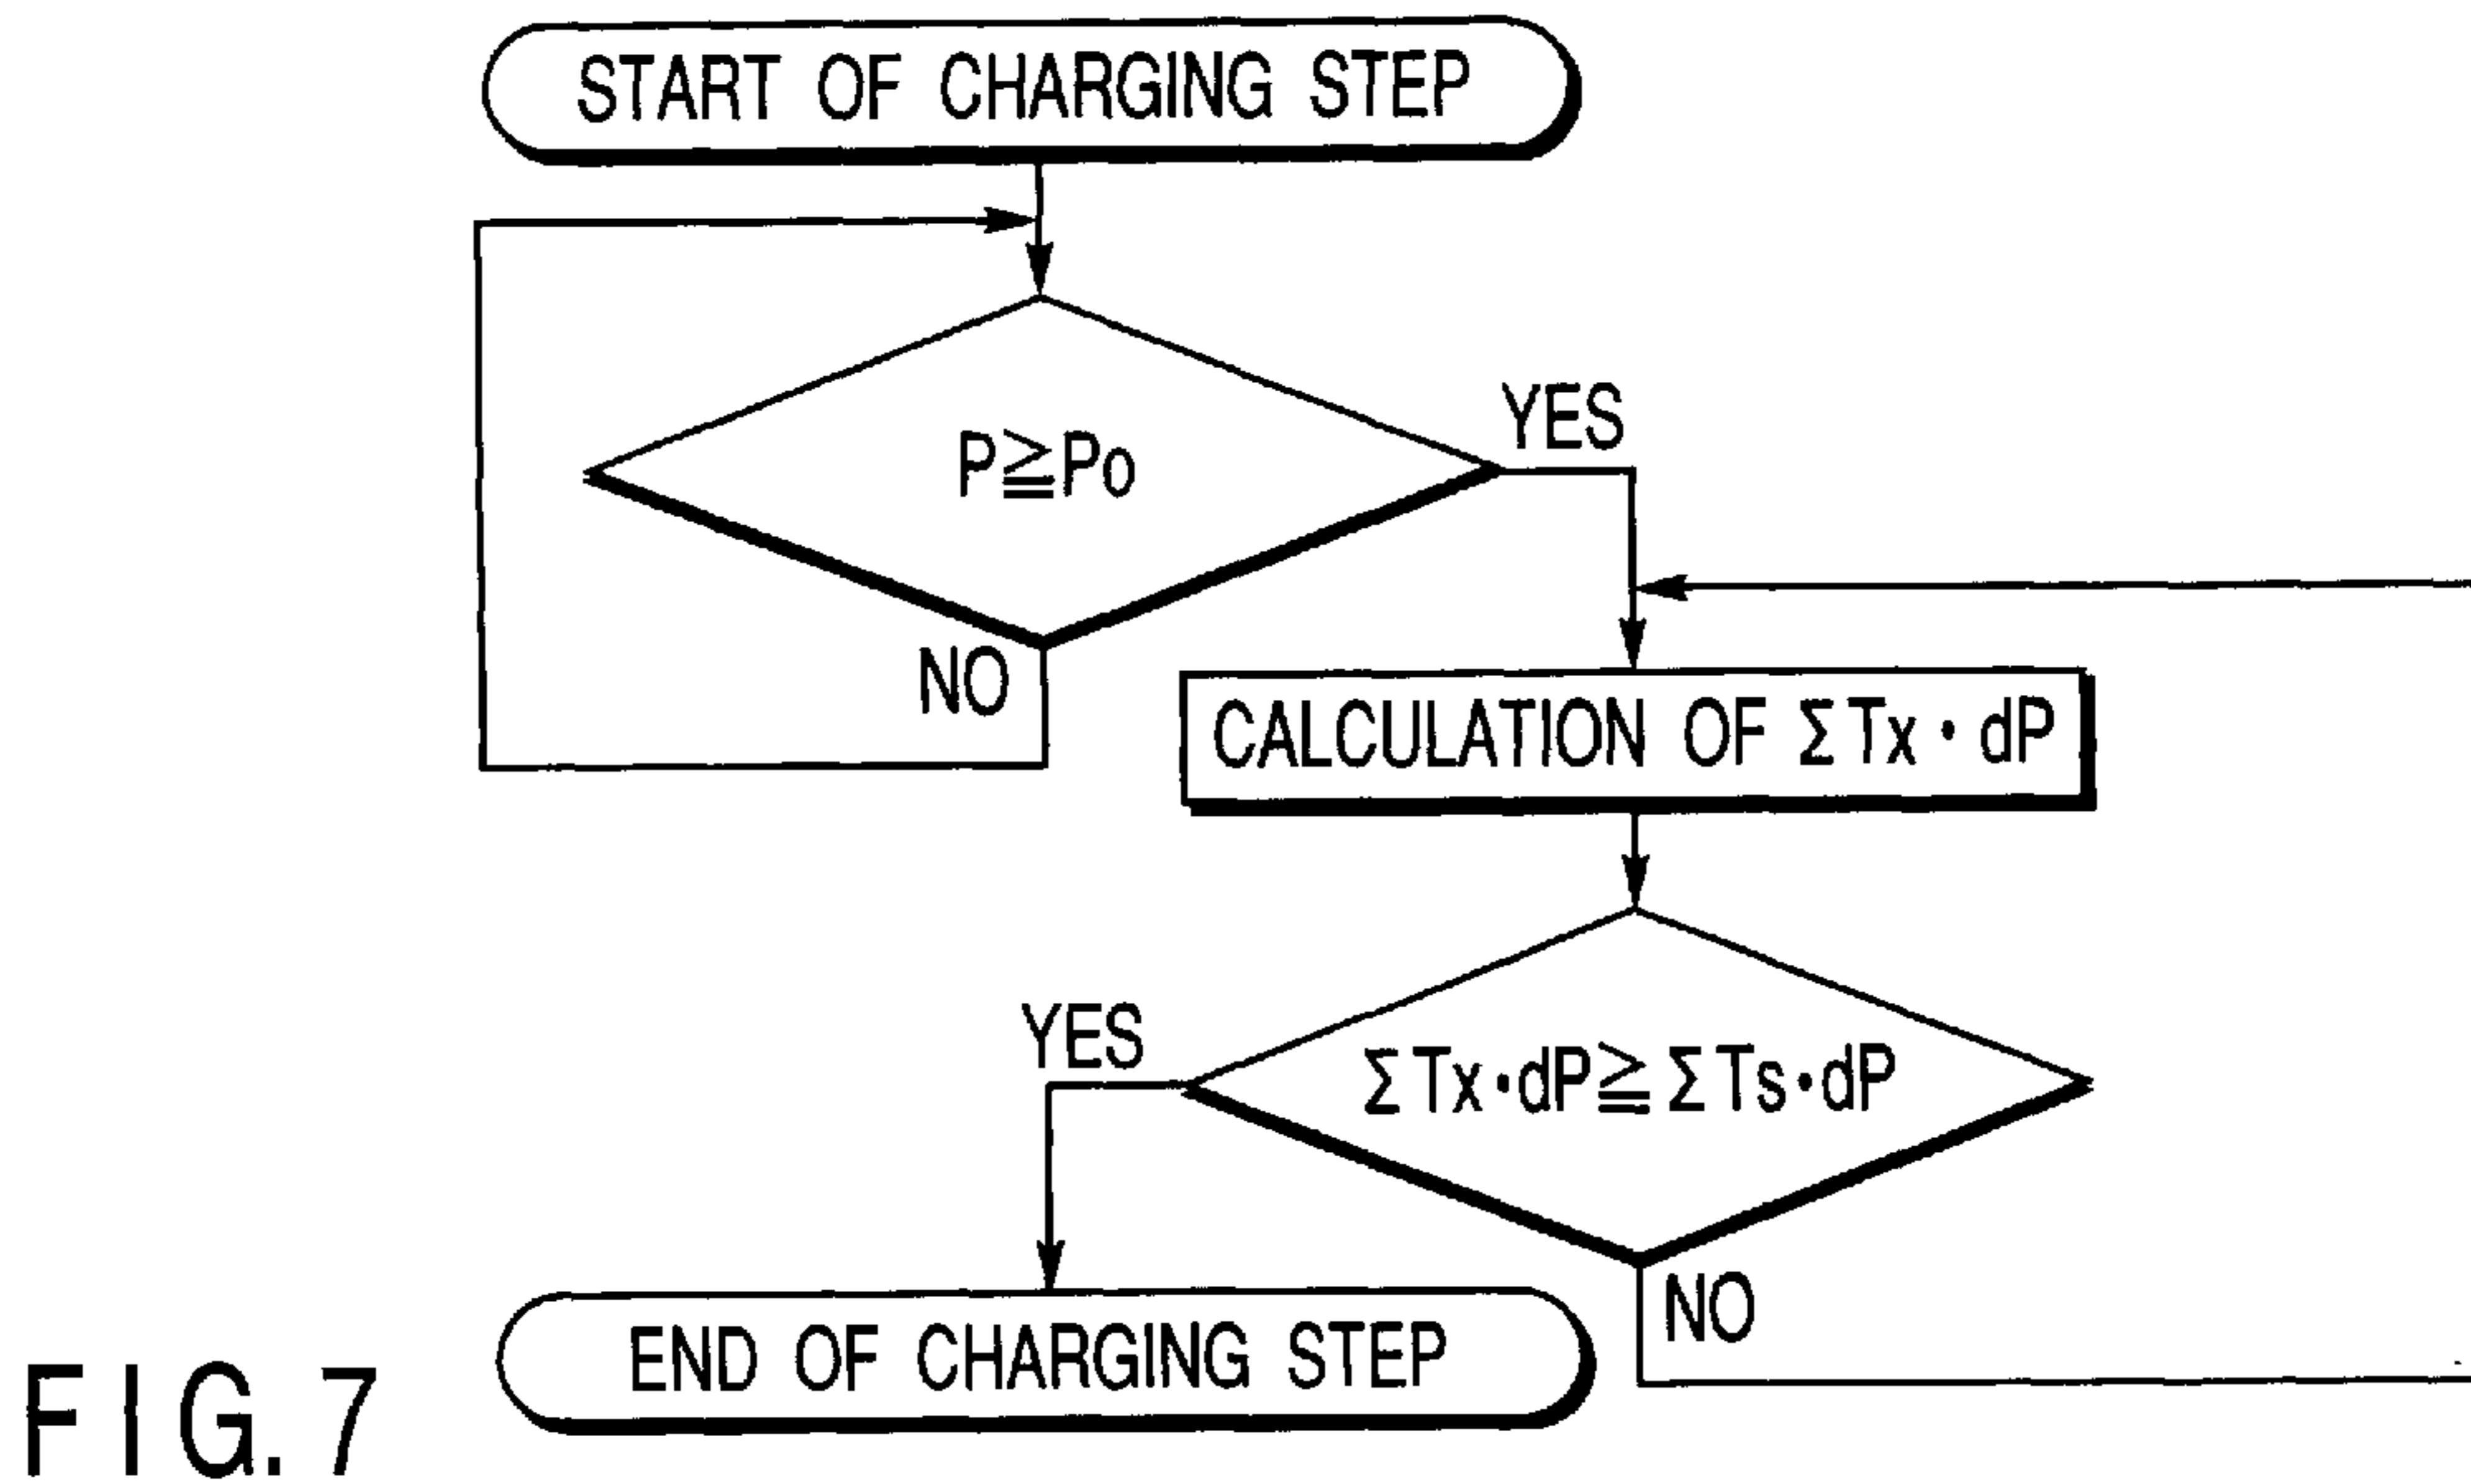 START OF CHARGING STEP
P≧Po
YES
NO
CALCULATION OF ΣTx・dP
YES
ΣTx・dP≧ΣTs・dP
NO
END OF CHARGING STEP
FIG. 7